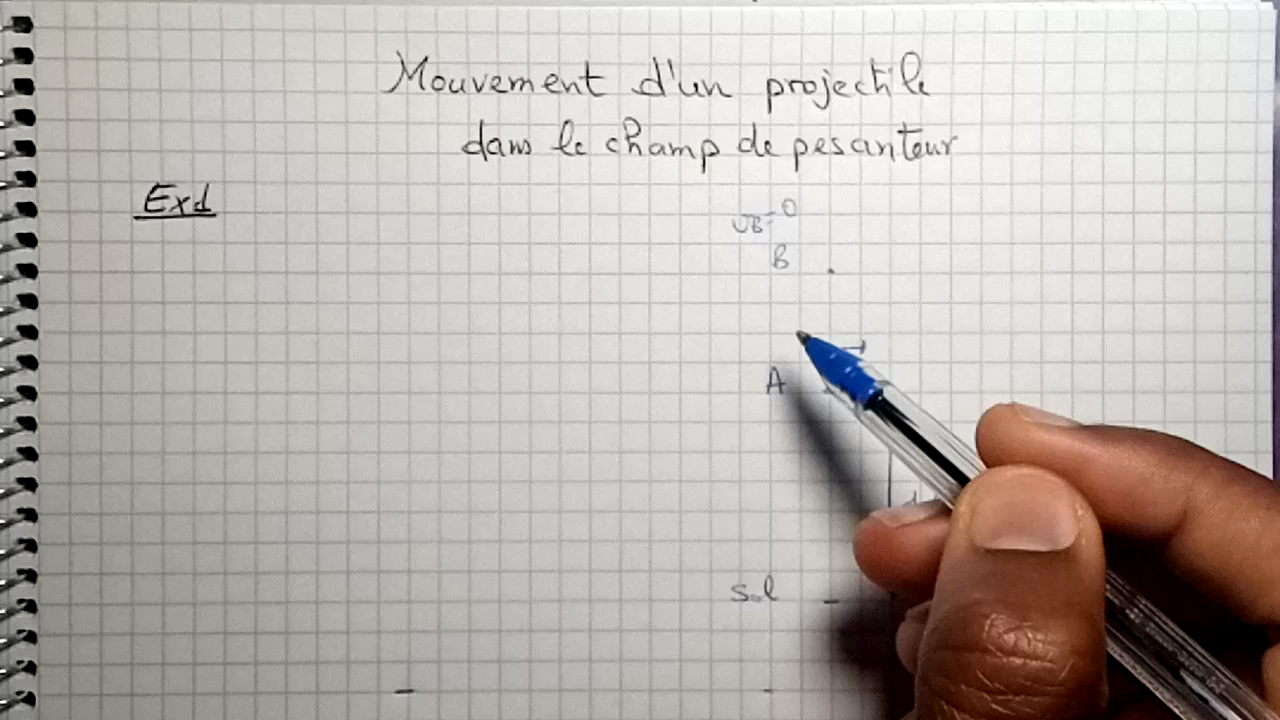 Mouvement d'un projectile
dans le champ de pesanteur
Ex1
VB=0
B
A
Sol